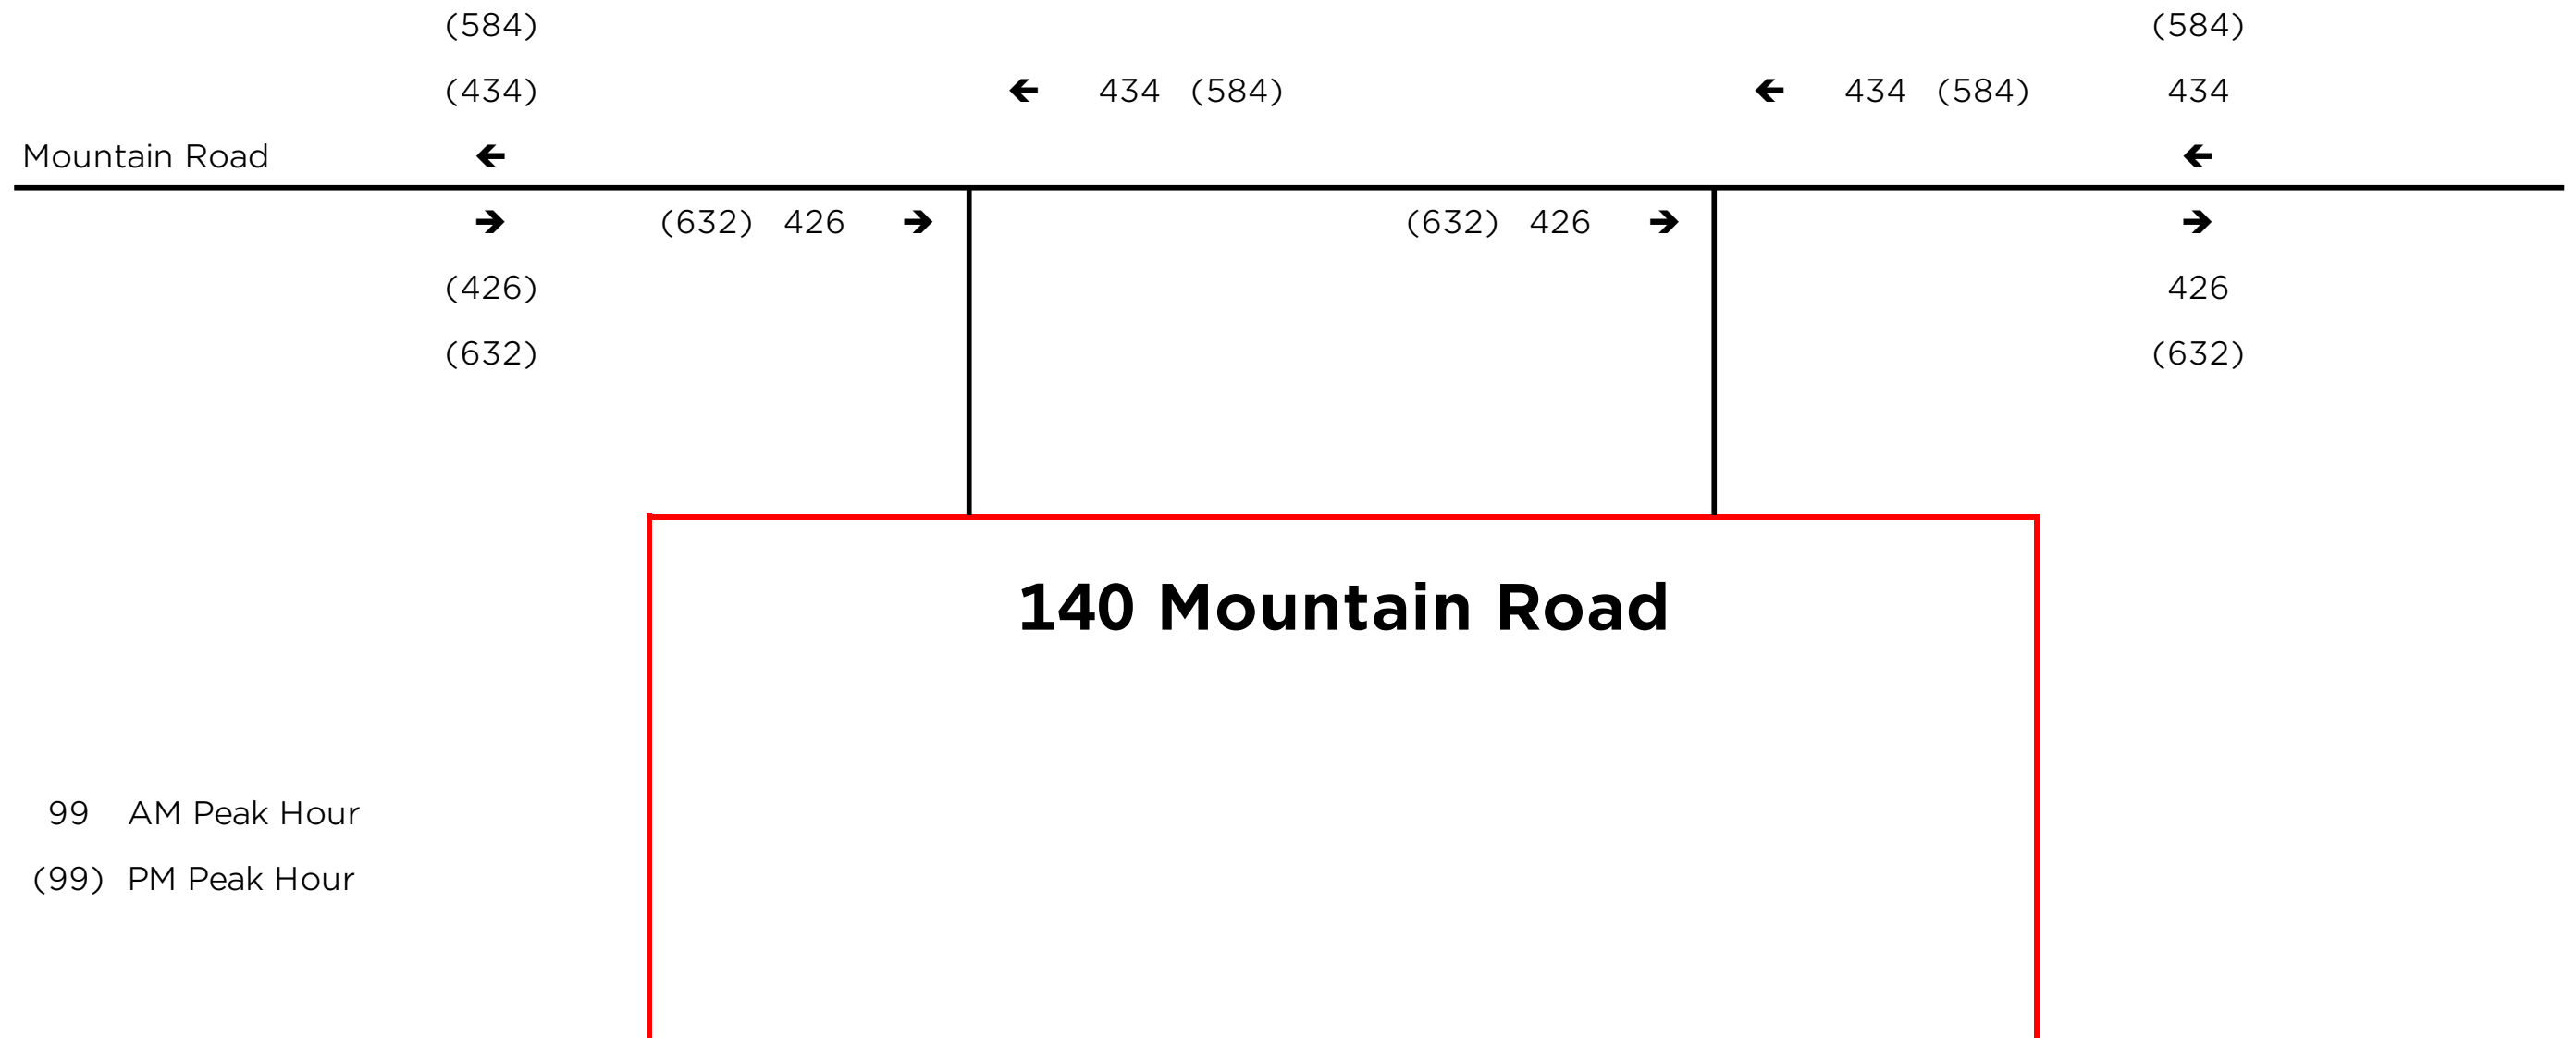 (584) (584)
(434) 🡰 434 (584) 🡰 434 (584) 434
Mountain Road 🡰 🡰
🡲 (632) 426 🡲 (632) 426 🡲 🡲
(426) 426
(632) (632)
140 Mountain Road
99 AM Peak Hour
(99) PM Peak Hour